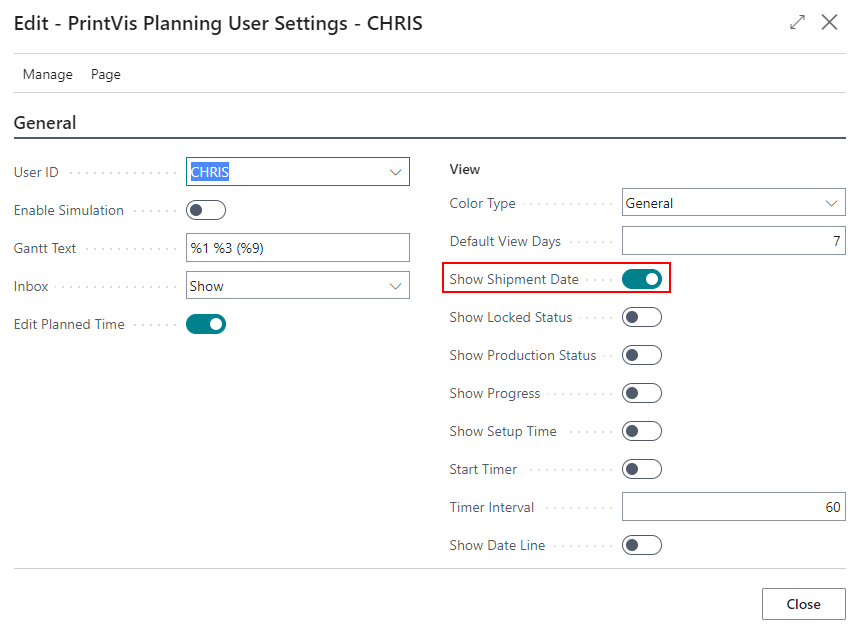 Edit - PrintVis Planning User Settings - CHRIS
Manage Page
General
User ID CHRIS
Enable Simulation
Gantt Text %1 %3 (%9)
Inbox Show
Edit Planned Time
View
Color Type General
Default View Days 7
Show Shipment Date
Show Locked Status
Show Production Status
Show Progress
Show Setup Time
Start Timer
Timer Interval 60
Show Date Line
Close